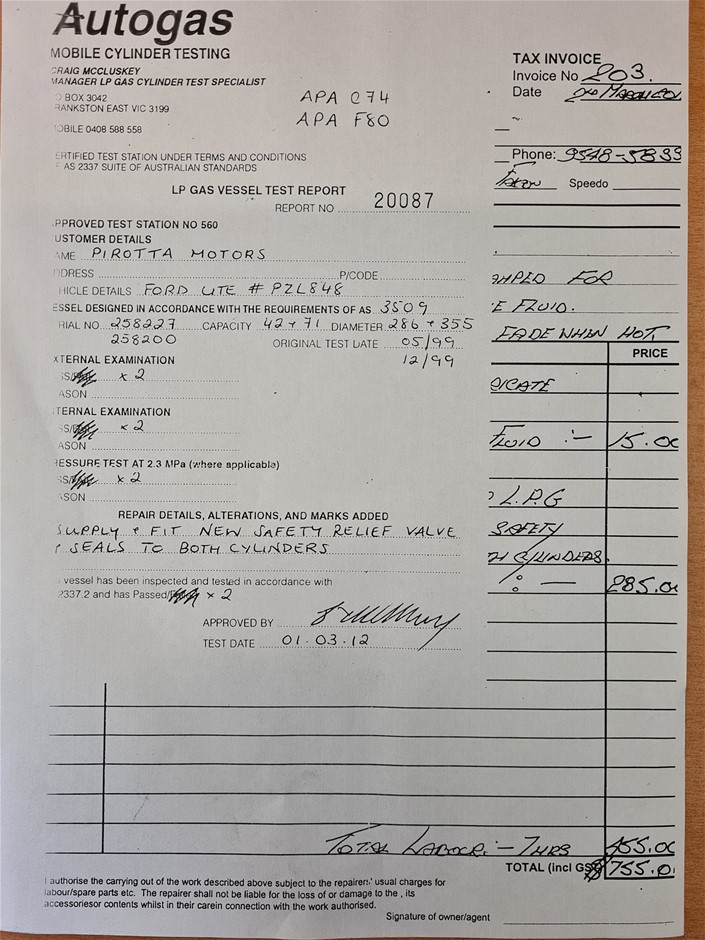 Autogas
MOBILE CYLINDER TESTING
CRAIG MCCLUSKEY
MANAGER LP GAS CYLINDER TEST SPECIALIST
O BOX 3042
RANKSTON EAST VIC 3199
OBILE 0408 588 558
APA C74
APA F80
ERTIFIED TEST STATION UNDER TERMS AND CONDITIONS
F AS 2337 SUITE OF AUSTRALIAN STANDARDS
LP GAS VESSEL TEST REPORT
REPORT NO 20087
PPROVED TEST STATION NO 560
USTOMER DETAILS
AME PIROTTA MOTORS
DDRESS P/CODE
HICLE DETAILS FORD UTE # PZL848
ESSEL DESIGNED IN ACCORDANCE WITH THE REQUIREMENTS OF AS 3509
RIAL NO. 258227 CAPACITY 42 + 71 DIAMETER 286 + 355
258200 ORIGINAL TEST DATE 05/99
12/99
XTERNAL EXAMINATION
SS/ x 2
ASON
TERNAL EXAMINATION
SS/ x 2
ASON
RESSURE TEST AT 2.3 MPa (where applicable)
SS/ x 2
ASON
REPAIR DETAILS, ALTERATIONS, AND MARKS ADDED
SUPPLY + FIT NEW SAFETY RELIEF VALVE
+ SEALS TO BOTH CYLINDERS
vessel has been inspected and tested in accordance with
2337.2 and has Passed/ x 2
APPROVED BY
TEST DATE 01.03.12
TAX INVOICE
Invoice No 203.
Date 2nd MARCH
Phone: 9548-5833
Speedo
APED FOR
E FLUID.
FADE WHEN HOT,
PRICE
DICATE
FLUID :- 15.00
L.P.G
SAFETY
CYLINDERS.
285.00
TOTAL LABOUR:- 7HRS 455.00
TOTAL (incl GS $ 755.0
I authorise the carrying out of the work described above subject to the repairers' usual charges for
labour/spare parts etc. The repairer shall not be liable for the loss of or damage to the , its
accessoriesor contents whilst in their carein connection with the work authorised.
Signature of owner/agent